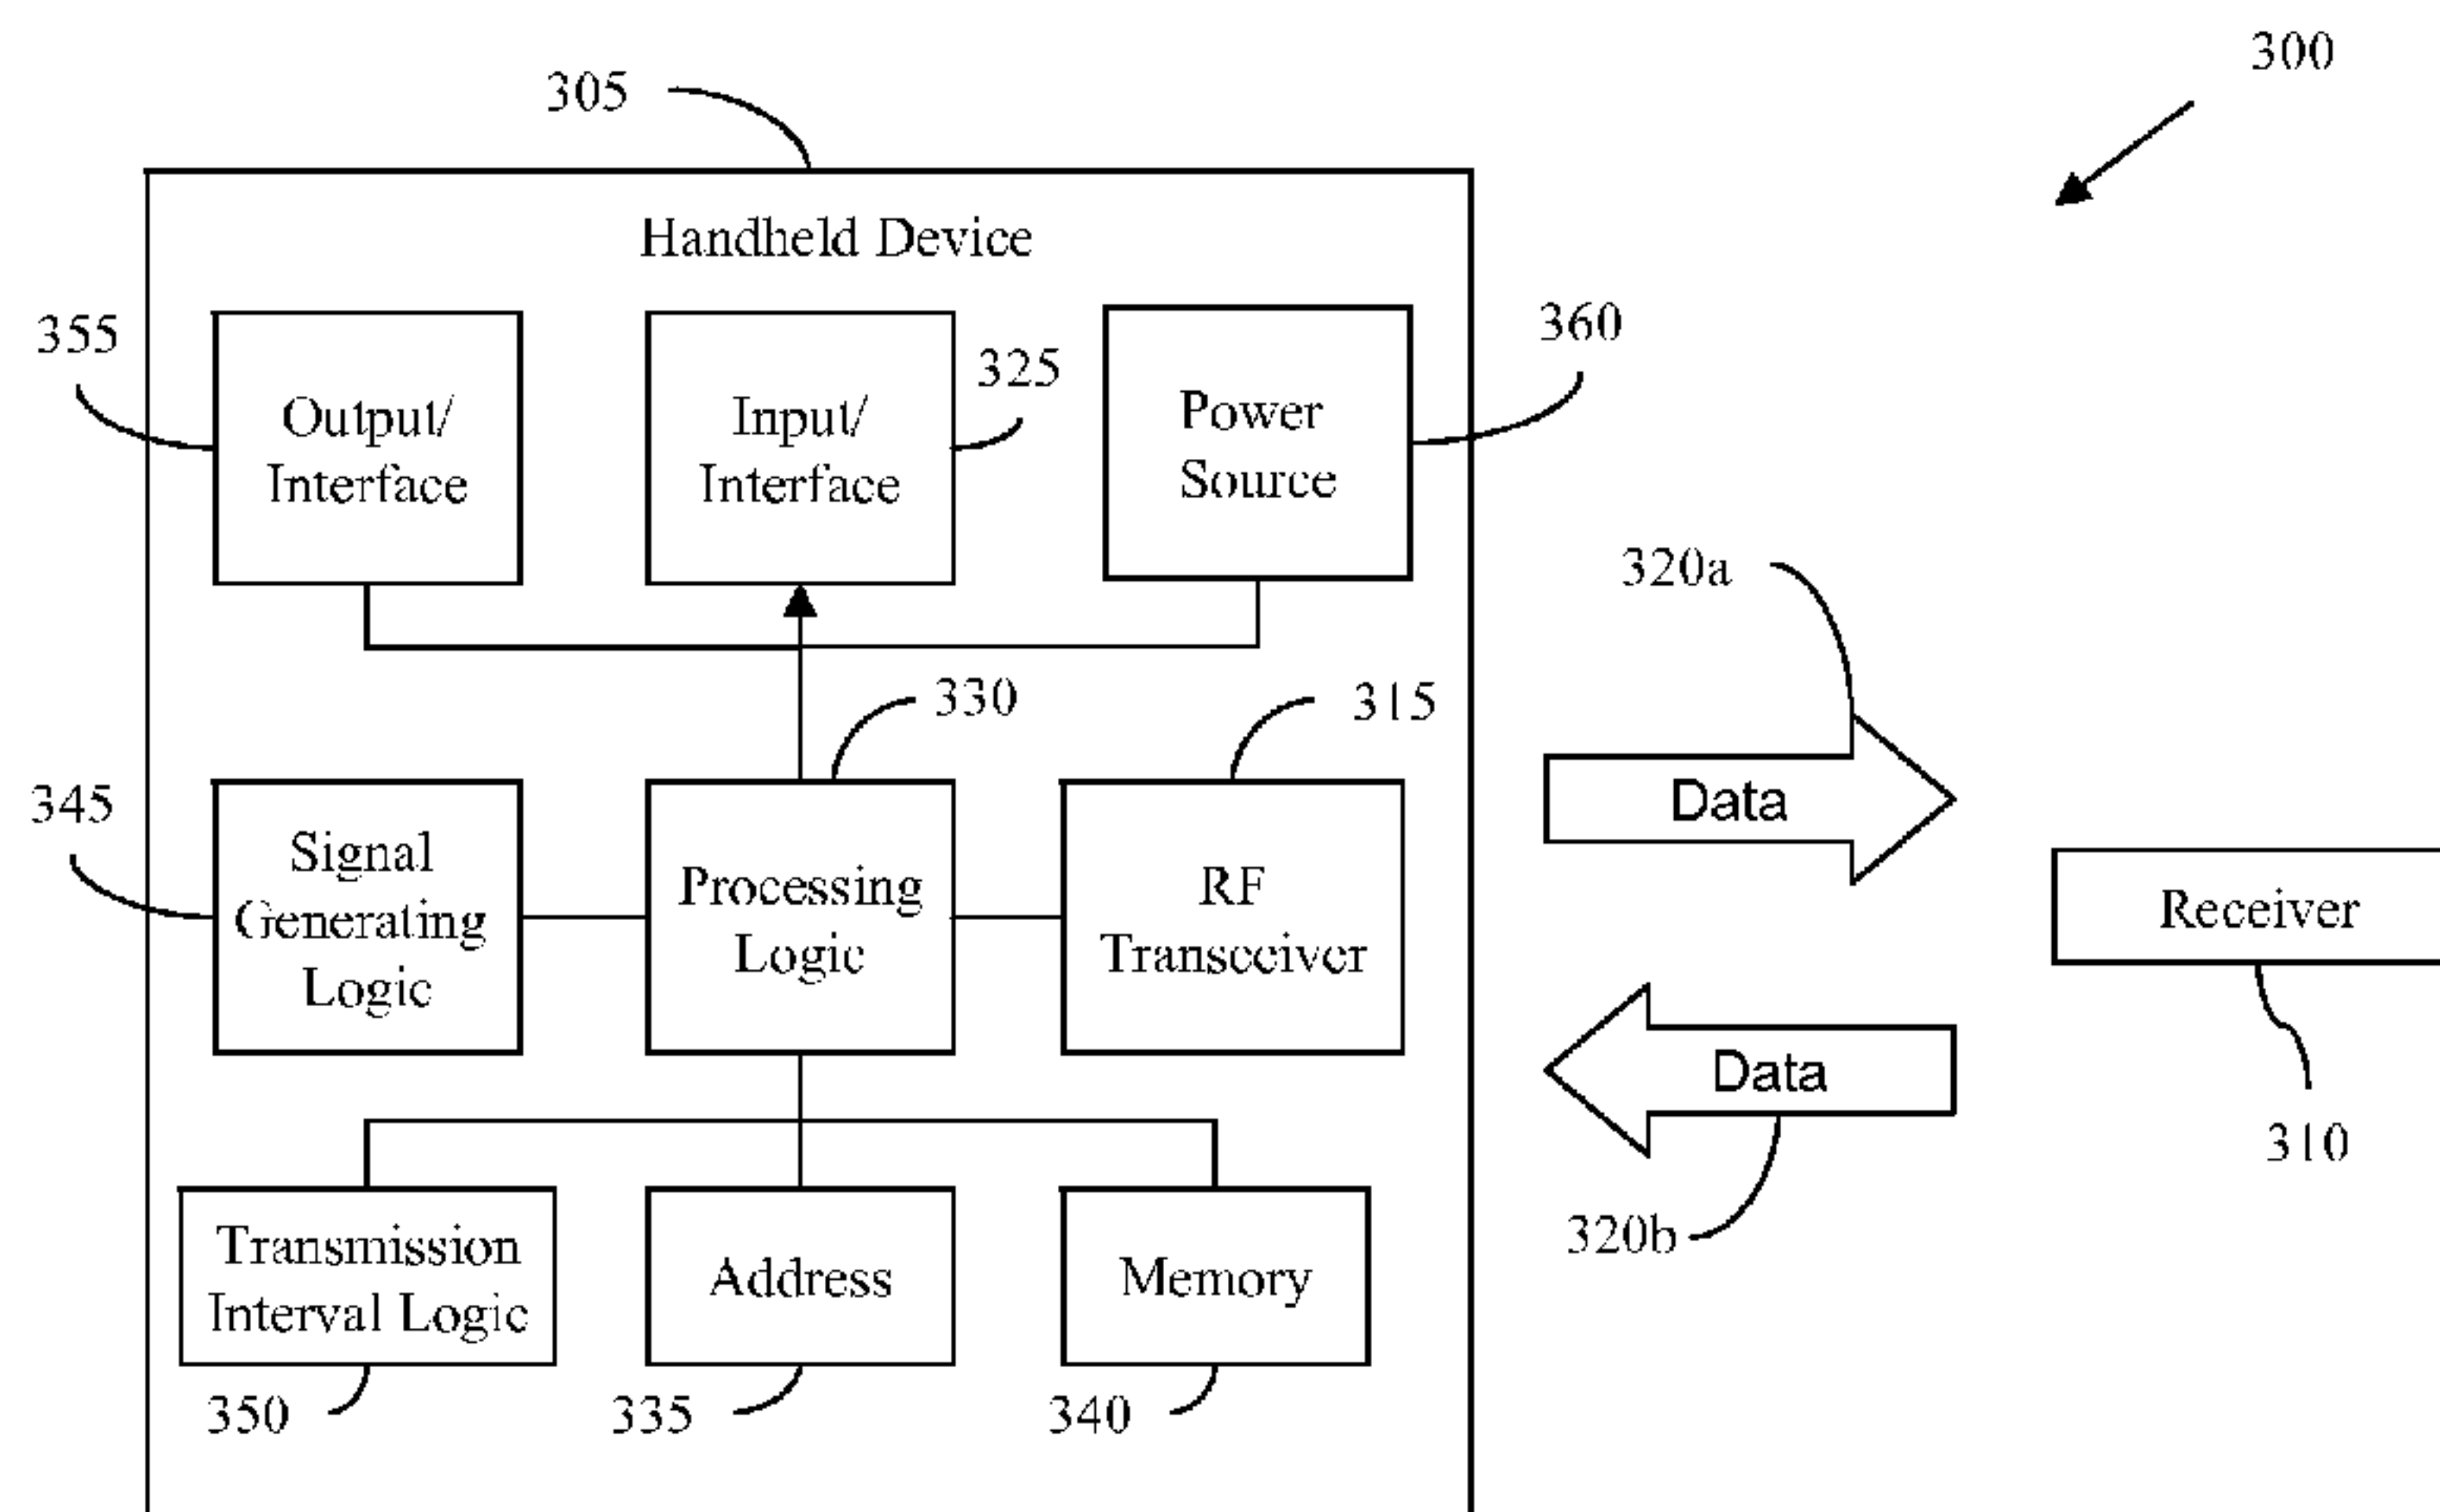 300
305
Handheld Device
355
Output/
Interface
Input/
Interface
325
Power
Source
360
320a
330
315
345
Signal
Generating
Logic
Processing
Logic
RF
Transceiver
Data
Receiver
Data
310
320b
Transmission
Interval Logic
Address
Memory
350
335
340